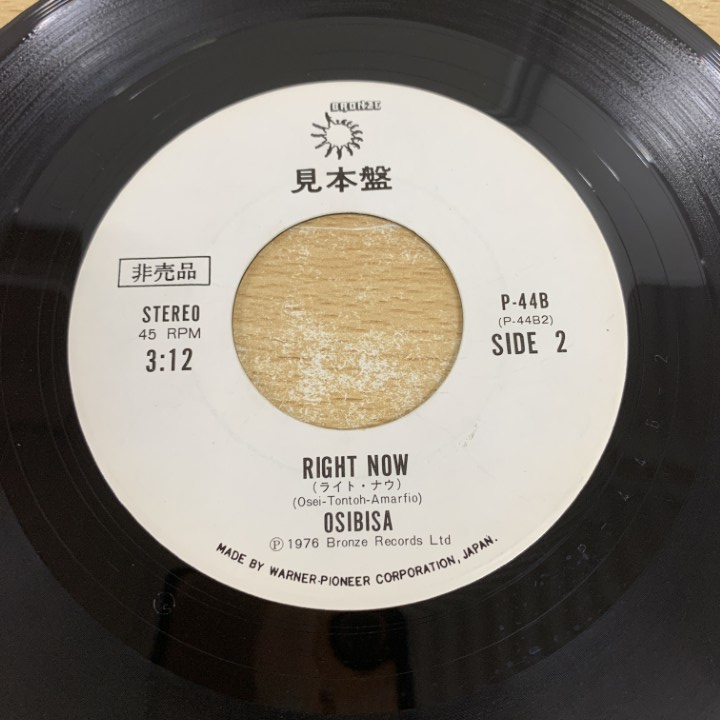 BRONZE
見本盤
非売品
STEREO
45 RPM
3:12
P-44B
(P-44B2)
SIDE 2
RIGHT NOW
(ライト・ナウ)
(Osei-Tontoh-Amarfio)
OSIBISA
Ⓟ1976 Bronze Records Ltd
MADE BY WARNER-PIONEER CORPORATION, JAPAN.